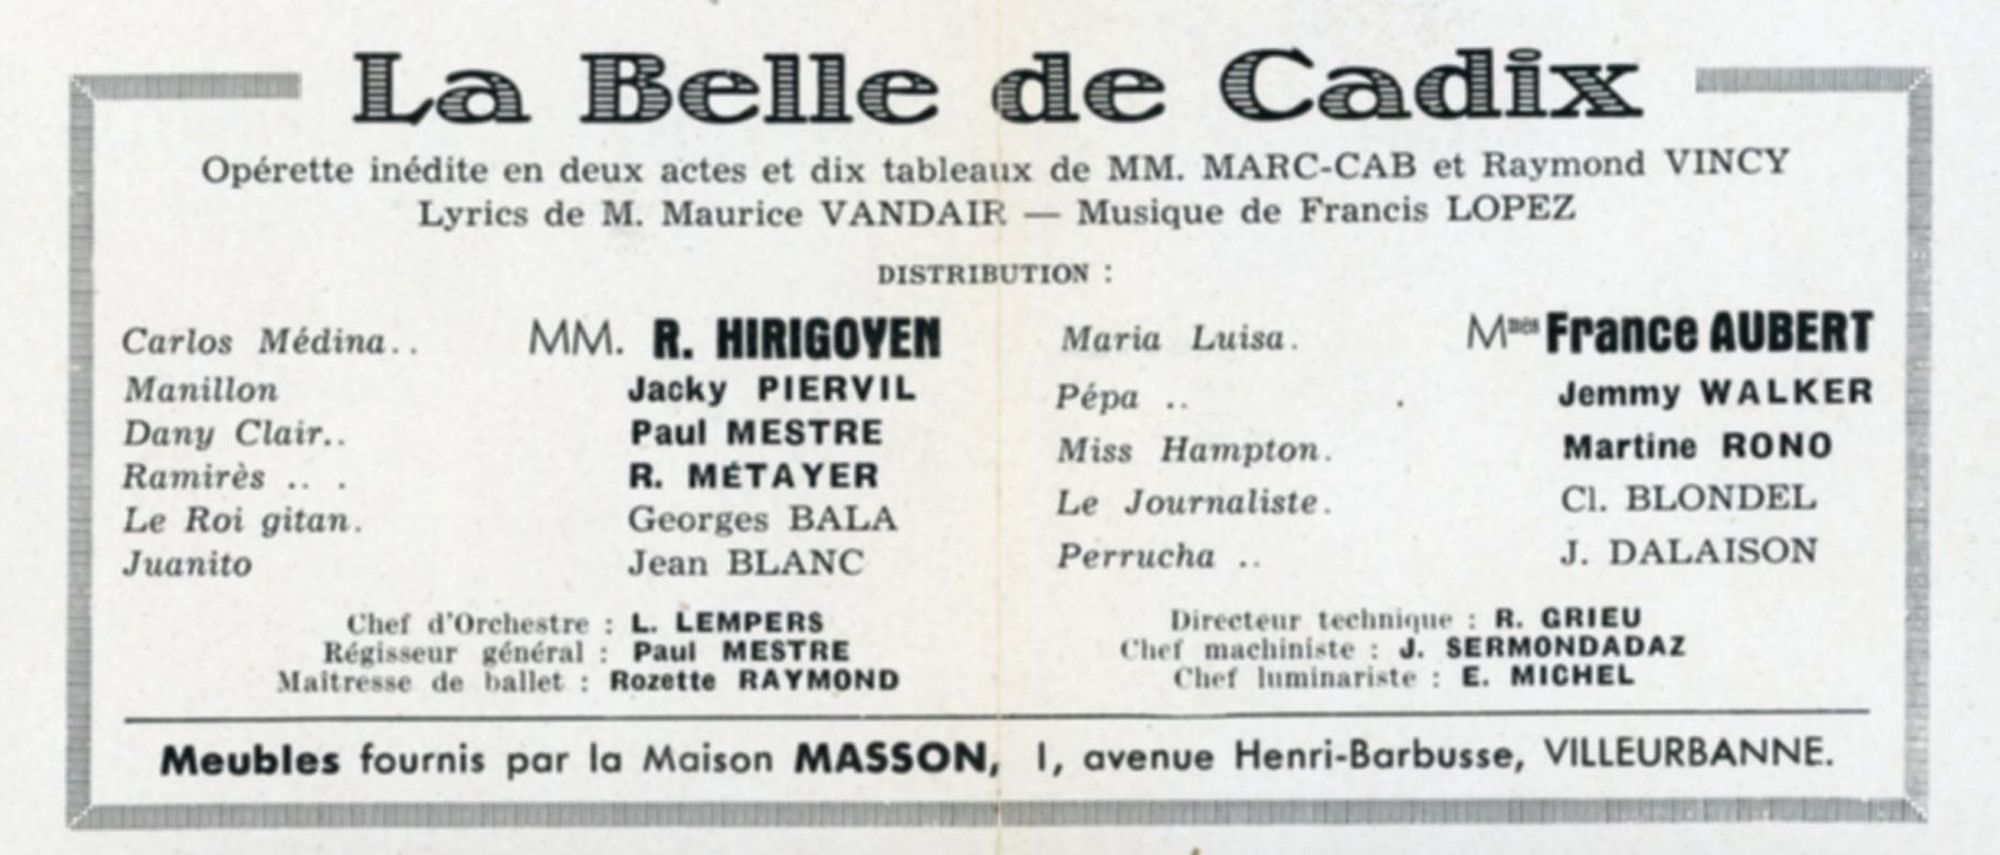 La Belle de Cadix
Opérette inédite en deux actes et dix tableaux de MM. MARC-CAB et Raymond VINCY
Lyrics de M. Maurice VANDAIR — Musique de Francis LOPEZ
DISTRIBUTION :
Carlos Médina.. MM. R. HIRIGOYEN
Manillon Jacky PIERVIL
Dany Clair.. Paul MESTRE
Ramirès .. . R. MÉTAYER
Le Roi gitan. Georges BALA
Juanito Jean BLANC
Maria Luisa. Mmes France AUBERT
Pépa .. . Jemmy WALKER
Miss Hampton. Martine RONO
Le Journaliste. Cl. BLONDEL
Perrucha .. J. DALAISON
Chef d'Orchestre : L. LEMPERS
Régisseur général : Paul MESTRE
Maîtresse de ballet : Rozette RAYMOND
Directeur technique : R. GRIEU
Chef machiniste : J. SERMONDADAZ
Chef luminariste : E. MICHEL
Meubles fournis par la Maison MASSON, 1, avenue Henri-Barbusse, VILLEURBANNE.